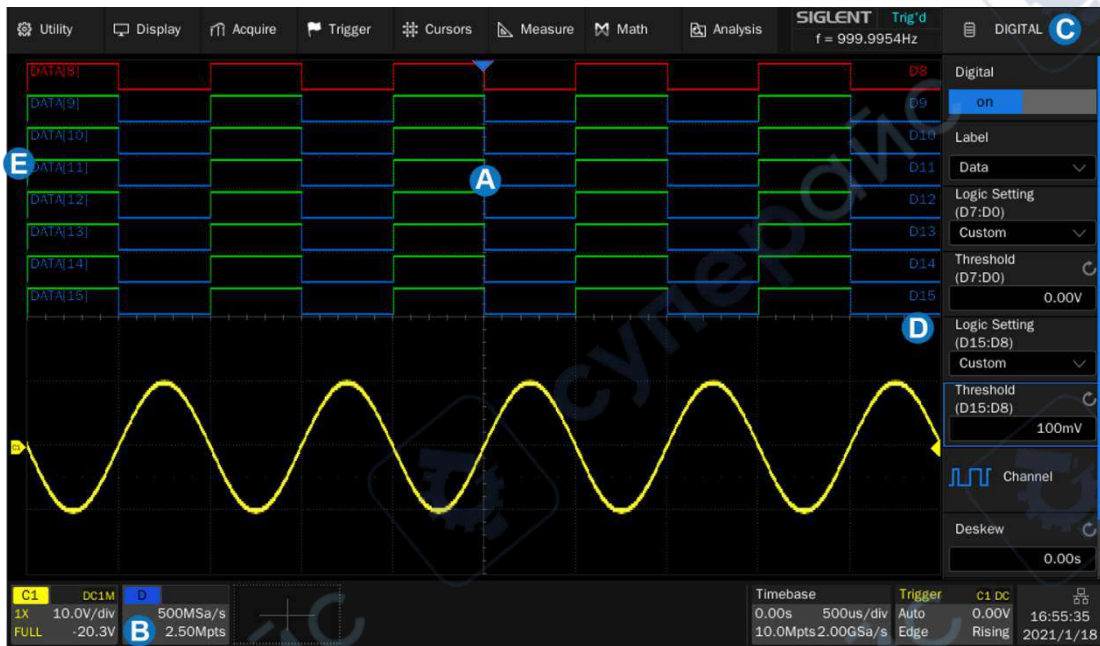 Utility Display Acquire Trigger Cursors Measure Math Analysis
SIGLENT Trig'd
f = 999.9954Hz
DIGITAL C
DATA[8] D8
DATA[9] D9
DATA[10] D10
DATA[11] D11
DATA[12] D12
DATA[13] D13
DATA[14] D14
DATA[15] D15
E
A
D
C1
Digital
on
Label
Data
Logic Setting
(D7:D0)
Custom
Threshold
(D7:D0)
0.00V
Logic Setting
(D15:D8)
Custom
Threshold
(D15:D8)
100mV
Channel
Deskew
0.00s
C1 DC1M
1X 10.0V/div
FULL -20.3V
D
500MSa/s
B 2.50Mpts
Timebase
0.00s 500us/div
10.0Mpts 2.00GSa/s
Trigger C1 DC
Auto 0.00V
Edge Rising
16:55:35
2021/1/18
суперайс